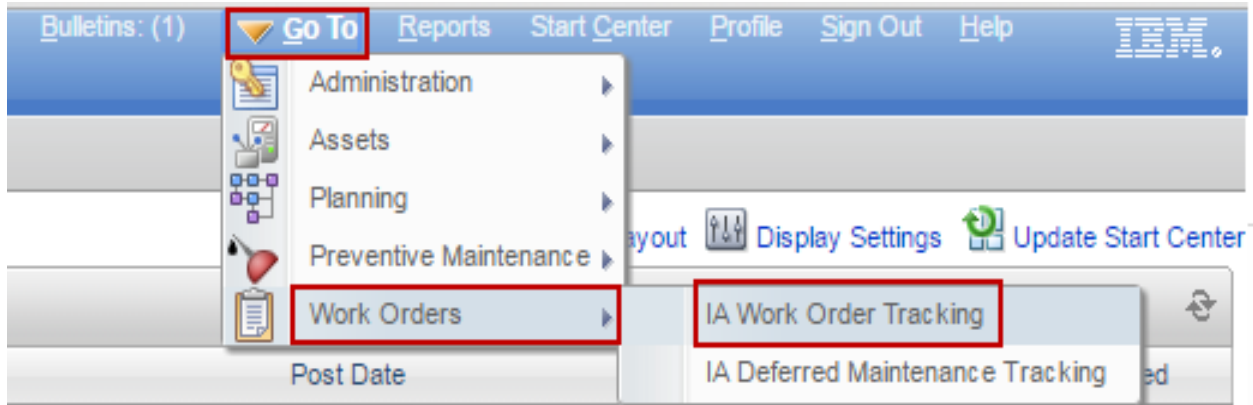 Bulletins: (1) Go To Reports Start Center Profile Sign Out Help IBM.
Administration
Assets
Planning
ayout Display Settings Update Start Center
Preventive Maintenance
Work Orders IA Work Order Tracking
Post Date IA Deferred Maintenance Tracking ed